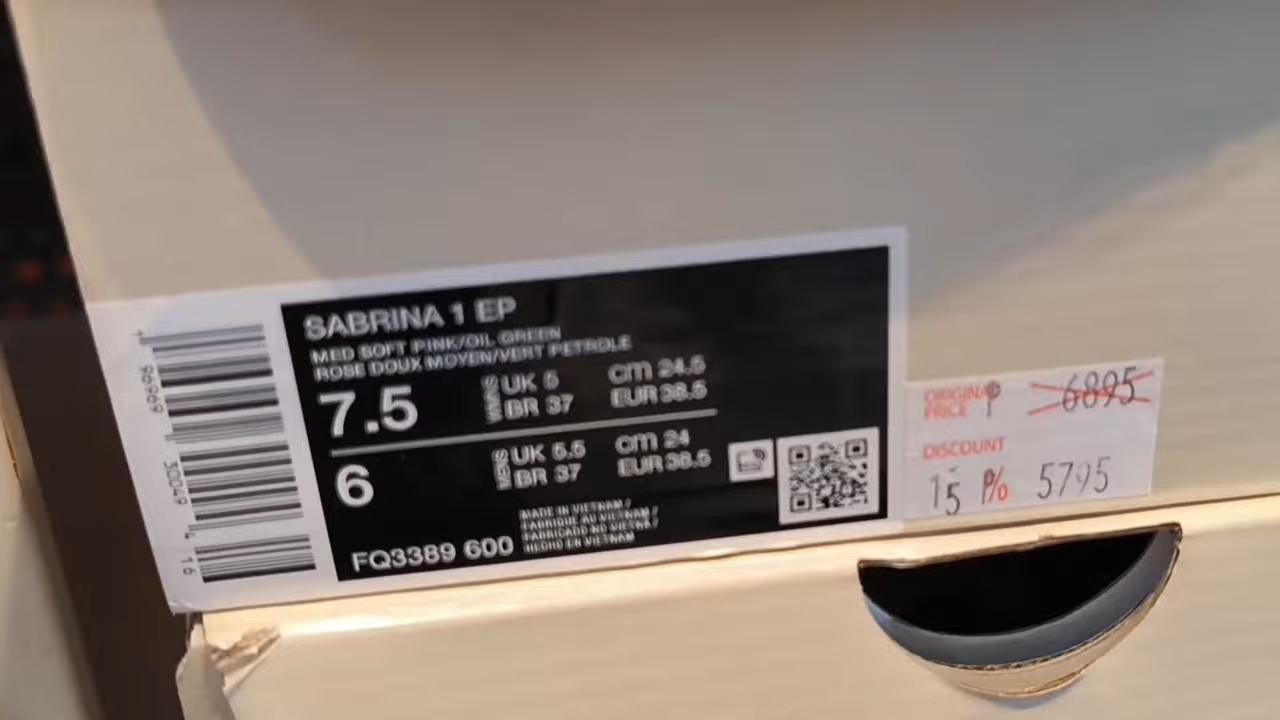 SABRINA 1 EP
MED SOFT PINK/OIL GREEN
ROSE DOUX MOYEN/VERT PETROLE
7.5 WMNS UK 5 cm 24.5
BR 37 EUR 38.5
6 MENS UK 5.5 cm 24
BR 37 EUR 38.5
MADE IN VIETNAM /
FABRIQUE AU VIETNAM /
FABRICADO NO VIETNã /
HECHO EN VIETNAM
FQ3389 600
ORIGINAL
PRICE 6895
DISCOUNT
15 % 5795